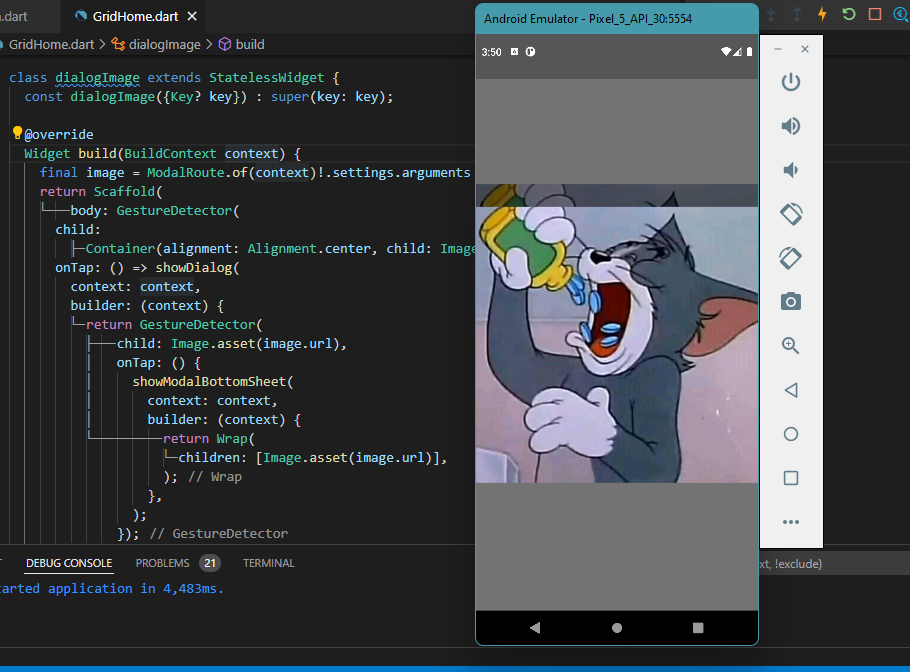 .dart
GridHome.dart
Android Emulator - Pixel_5_API_30:5554
GridHome.dart > dialogImage > build
3:50
class dialogImage extends StatelessWidget {
const dialogImage({Key? key}) : super(key: key);
@override
Widget build(BuildContext context) {
final image = ModalRoute.of(context)!.settings.arguments
return Scaffold(
body: GestureDetector(
child:
Container(alignment: Alignment.center, child: Image
onTap: () => showDialog(
context: context,
builder: (context) {
return GestureDetector(
child: Image.asset(image.url),
onTap: () {
showModalBottomSheet(
context: context,
builder: (context) {
return Wrap(
children: [Image.asset(image.url)],
); // Wrap
},
);
}); // GestureDetector
DEBUG CONSOLE PROBLEMS 21 TERMINAL
xt, !exclude)
arted application in 4,483ms.